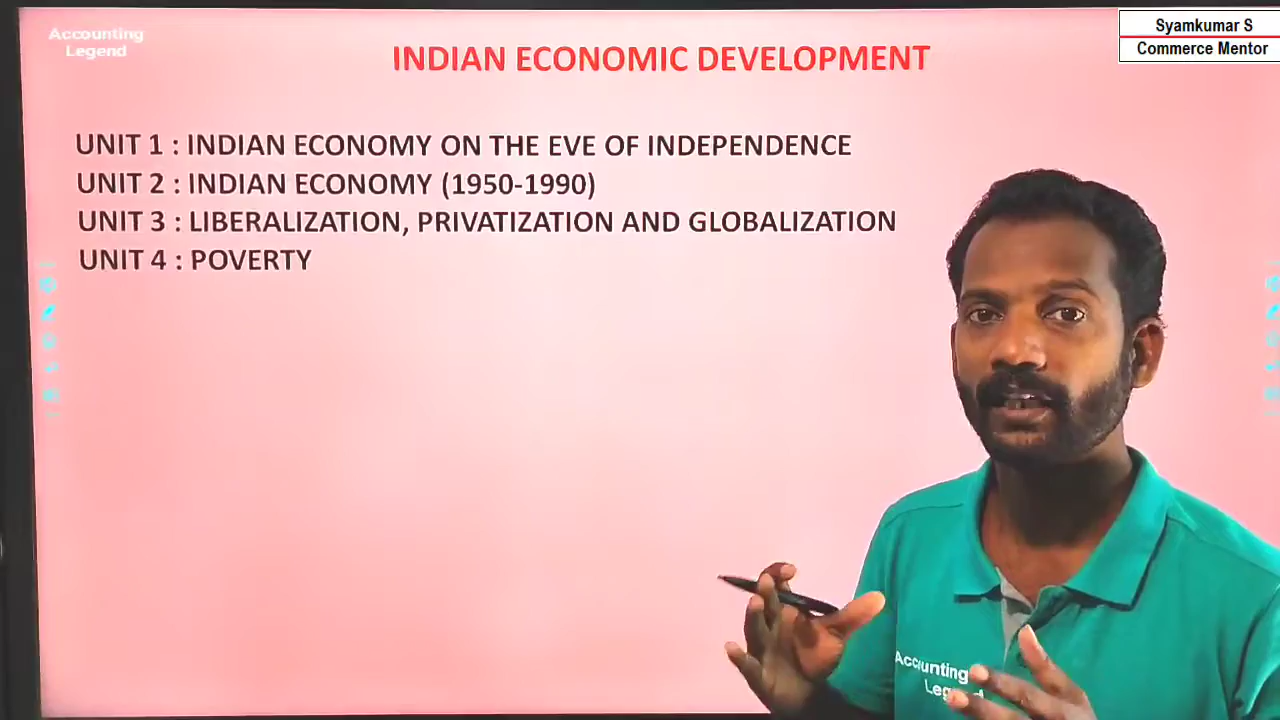 Accounting
Legend
Syamkumar S
Commerce Mentor
INDIAN ECONOMIC DEVELOPMENT
UNIT 1 : INDIAN ECONOMY ON THE EVE OF INDEPENDENCE
UNIT 2 : INDIAN ECONOMY (1950-1990)
UNIT 3 : LIBERALIZATION, PRIVATIZATION AND GLOBALIZATION
UNIT 4 : POVERTY
Accounting